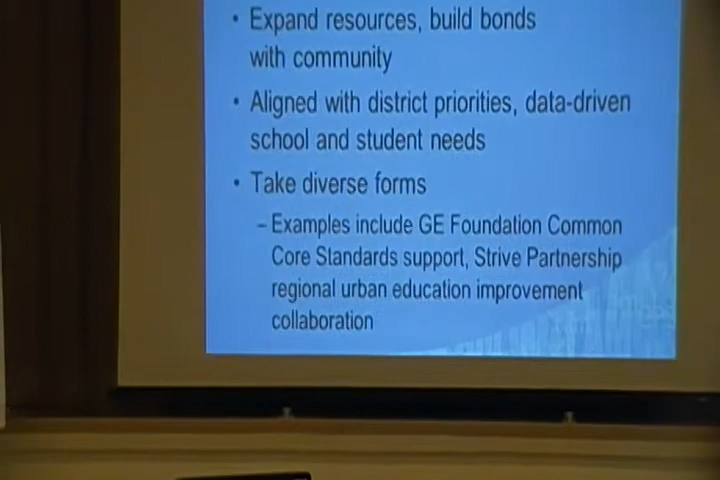 • Expand resources, build bonds
with community
• Aligned with district priorities, data-driven
school and student needs
• Take diverse forms
– Examples include GE Foundation Common
Core Standards support, Strive Partnership
regional urban education improvement
collaboration